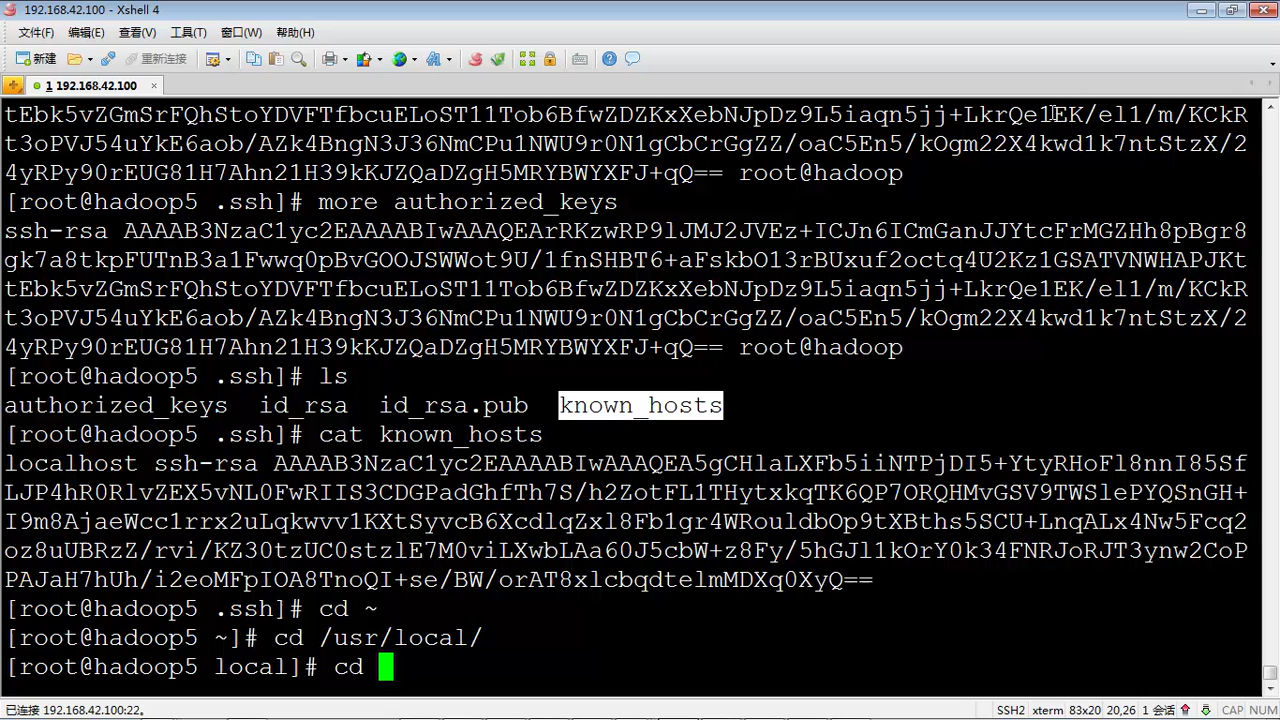 192.168.42.100 - Xshell 4
文件(F) 编辑(E) 查看(V) 工具(T) 窗口(W) 帮助(H)
新建 重新连接
1 192.168.42.100 ×
tEbk5vZGmSrFQhStoYDVFTfbcuELoST11Tob6BfwZDZKxXebNJpDz9L5iaqn5jj+LkrQe1EK/el1/m/KCkR
t3oPVJ54uYkE6aob/AZk4BngN3J36NmCPu1NWU9r0N1gCbCrGgZZ/oaC5En5/kOgm22X4kwd1k7ntStzX/2
4yRPy90rEUG81H7Ahn21H39kKJZQaDZgH5MRYBWYXFJ+qQ== root@hadoop
[root@hadoop5 .ssh]# more authorized_keys
ssh-rsa AAAAB3NzaC1yc2EAAAABIwAAAQEArRKzwRP9lJMJ2JVEz+ICJn6ICmGanJJYtcFrMGZHh8pBgr8
gk7a8tkpFUTnB3a1Fwwq0pBvGOOJSWWot9U/1fnSHBT6+aFskbO13rBUxuf2octq4U2Kz1GSATVNWHAPJKt
tEbk5vZGmSrFQhStoYDVFTfbcuELoST11Tob6BfwZDZKxXebNJpDz9L5iaqn5jj+LkrQe1EK/el1/m/KCkR
t3oPVJ54uYkE6aob/AZk4BngN3J36NmCPu1NWU9r0N1gCbCrGgZZ/oaC5En5/kOgm22X4kwd1k7ntStzX/2
4yRPy90rEUG81H7Ahn21H39kKJZQaDZgH5MRYBWYXFJ+qQ== root@hadoop
[root@hadoop5 .ssh]# ls
authorized_keys id_rsa id_rsa.pub known_hosts
[root@hadoop5 .ssh]# cat known_hosts
localhost ssh-rsa AAAAB3NzaC1yc2EAAAABIwAAAQEA5gCHlaLXFb5iiNTPjDI5+YtyRHoFl8nnI85Sf
LJP4hR0RlvZEX5vNL0FwRIIS3CDGPadGhfTh7S/h2ZotFL1THytxkqTK6QP7ORQHMvGSV9TWSlePYQSnGH+
I9m8AjaeWcc1rrx2uLqkwvv1KXtSyvcB6XcdlqZxl8Fb1gr4WRouldbOp9tXBths5SCU+LnqALx4Nw5Fcq2
oz8uUBRzZ/rvi/KZ30tzUC0stzlE7M0viLXwbLAa60J5cbW+z8Fy/5hGJl1kOrY0k34FNRJoRJT3ynw2CoP
PAJaH7hUh/i2eoMFpIOA8TnoQI+se/BW/orAT8xlcbqdtelmMDXq0XyQ==
[root@hadoop5 .ssh]# cd ~
[root@hadoop5 ~]# cd /usr/local/
[root@hadoop5 local]# cd
已连接 192.168.42.100:22。 SSH2 xterm 83x20 20,26 1 会话 CAP NUM